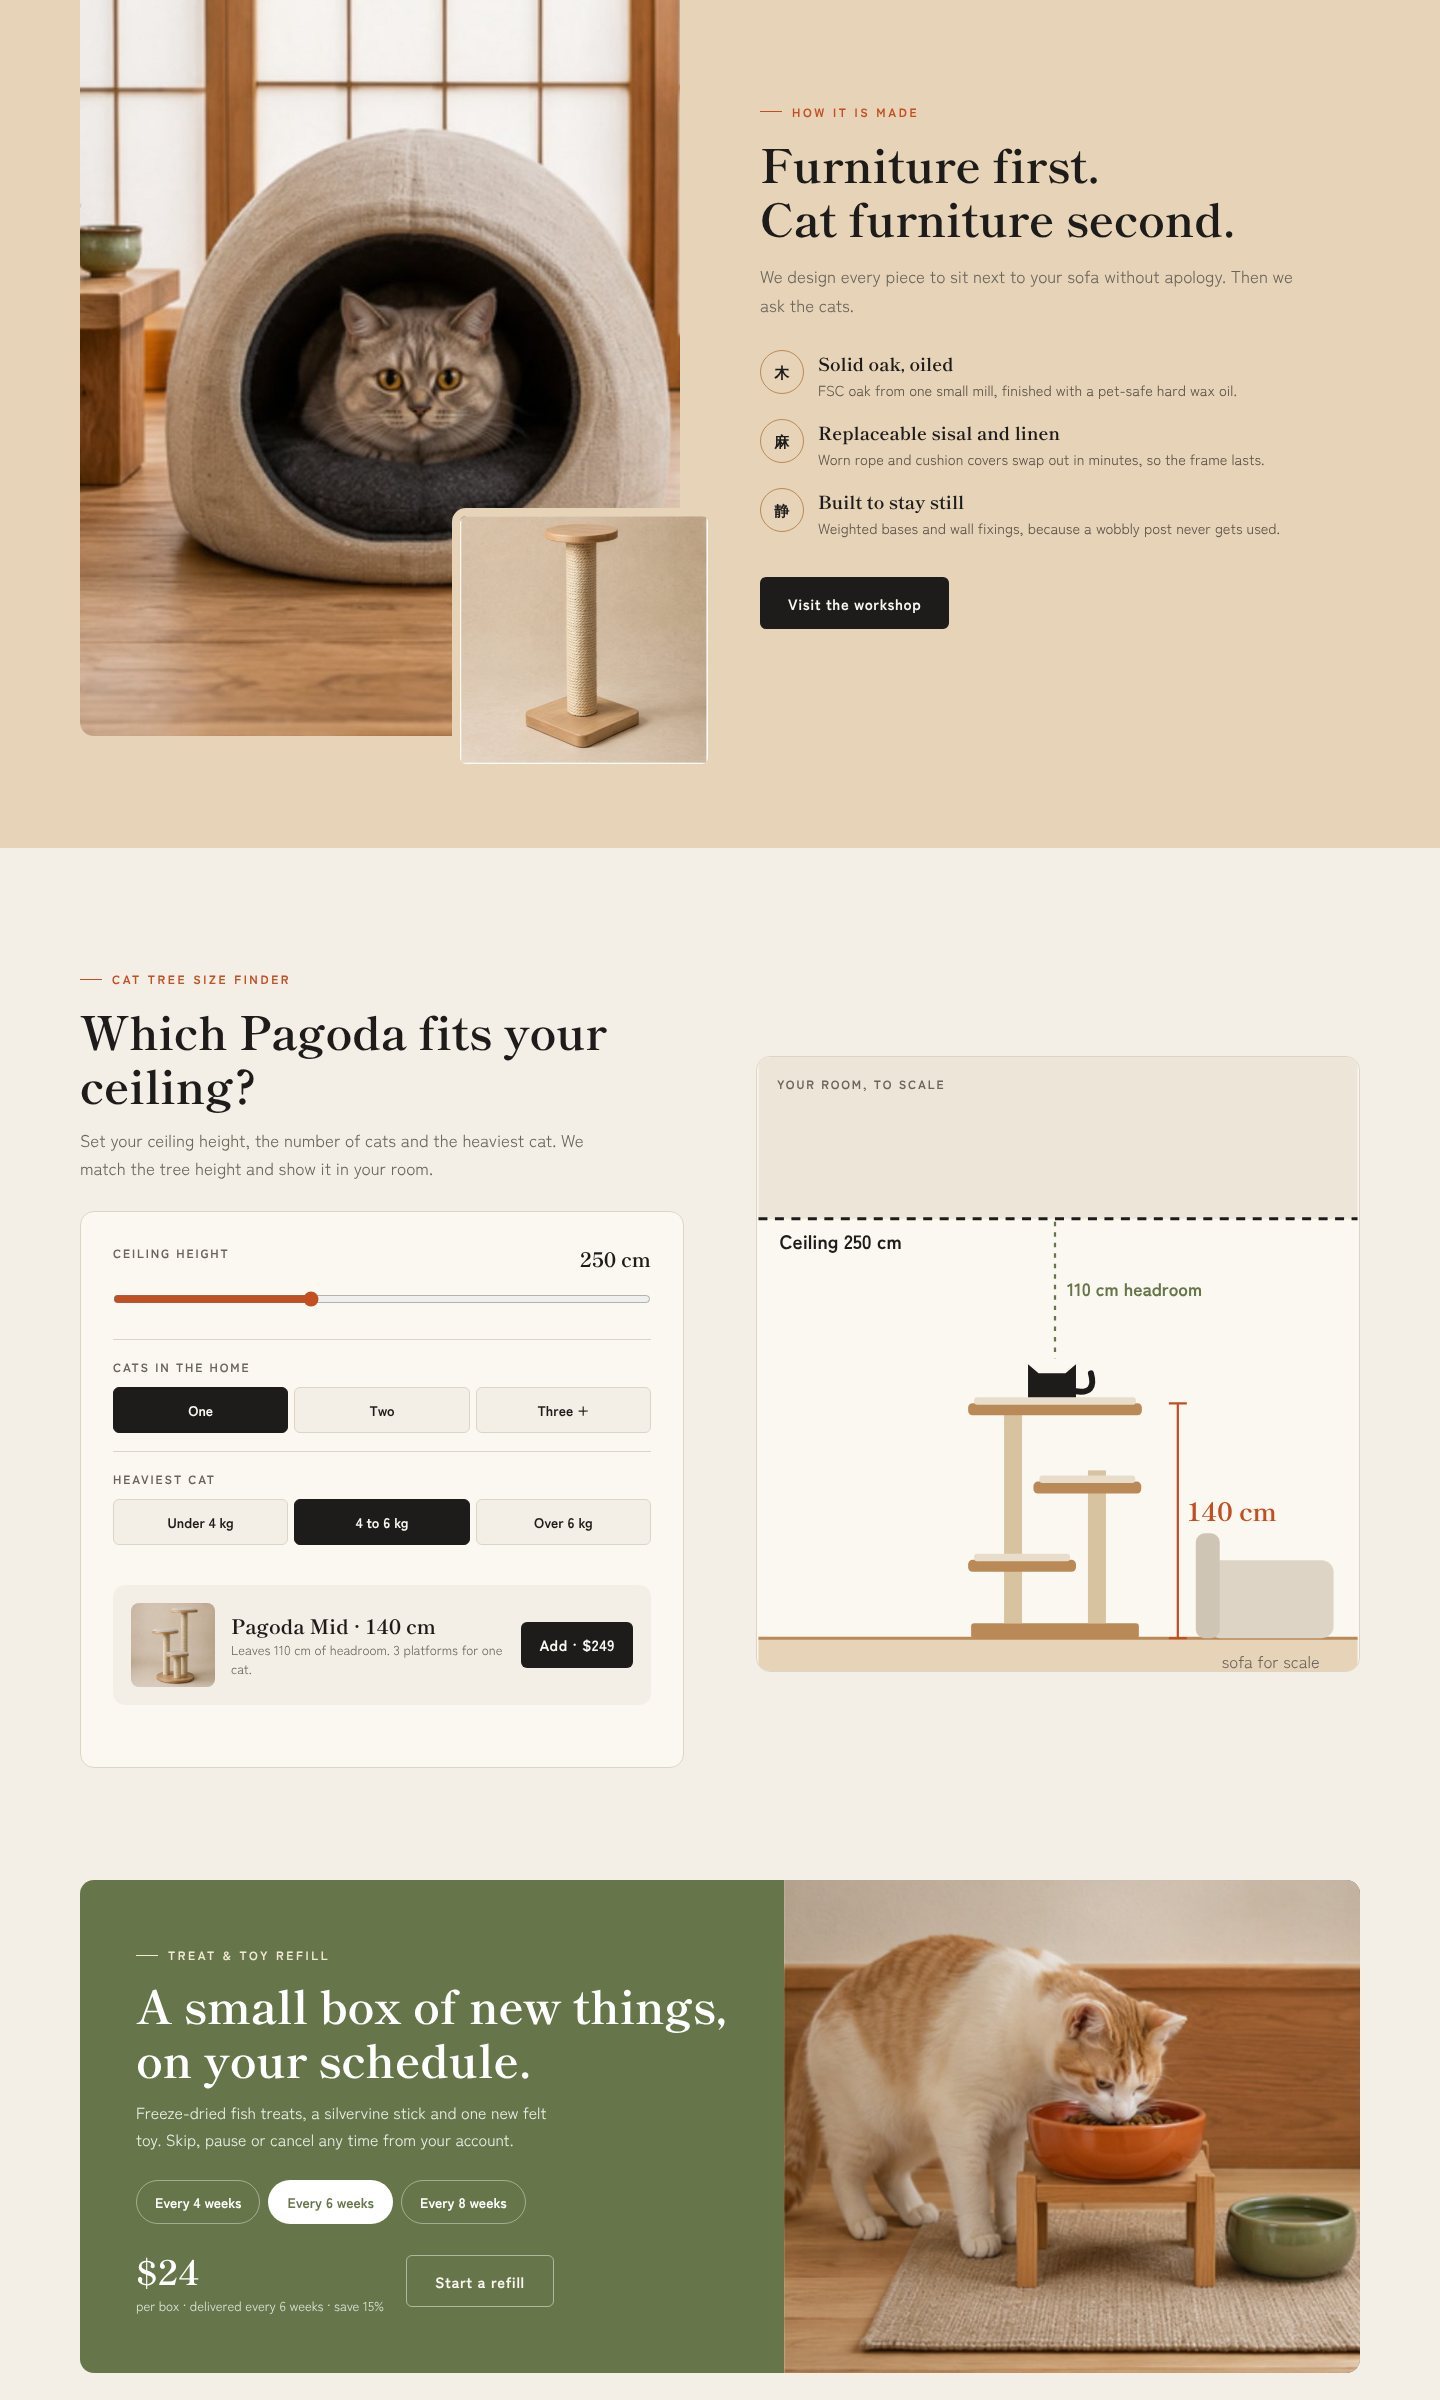 HOW IT IS MADE
Furniture first.
Cat furniture second.
We design every piece to sit next to your sofa without apology. Then we
ask the cats.
木
Solid oak, oiled
FSC oak from one small mill, finished with a pet-safe hard wax oil.
麻
Replaceable sisal and linen
Worn rope and cushion covers swap out in minutes, so the frame lasts.
静
Built to stay still
Weighted bases and wall fixings, because a wobbly post never gets used.
Visit the workshop
CAT TREE SIZE FINDER
Which Pagoda fits your
ceiling?
Set your ceiling height, the number of cats and the heaviest cat. We
match the tree height and show it in your room.
CEILING HEIGHT
250 cm
CATS IN THE HOME
One
Two
Three +
HEAVIEST CAT
Under 4 kg
4 to 6 kg
Over 6 kg
Pagoda Mid · 140 cm
Leaves 110 cm of headroom. 3 platforms for one
cat.
Add · $249
YOUR ROOM, TO SCALE
Ceiling 250 cm
110 cm headroom
140 cm
sofa for scale
TREAT & TOY REFILL
A small box of new things,
on your schedule.
Freeze-dried fish treats, a silvervine stick and one new felt
toy. Skip, pause or cancel any time from your account.
Every 4 weeks
Every 6 weeks
Every 8 weeks
$24
per box · delivered every 6 weeks · save 15%
Start a refill